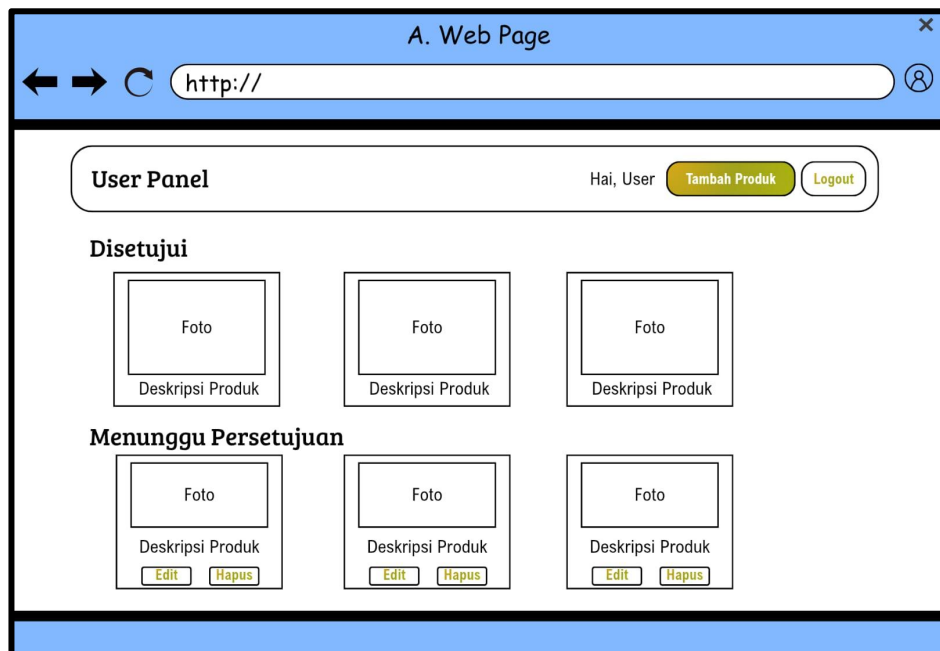 A. Web Page
http://
User Panel
Hai, User Tambah Produk Logout
Disetujui
Foto Foto Foto
Deskripsi Produk Deskripsi Produk Deskripsi Produk
Menunggu Persetujuan
Foto Foto Foto
Deskripsi Produk Deskripsi Produk Deskripsi Produk
Edit Hapus Edit Hapus Edit Hapus